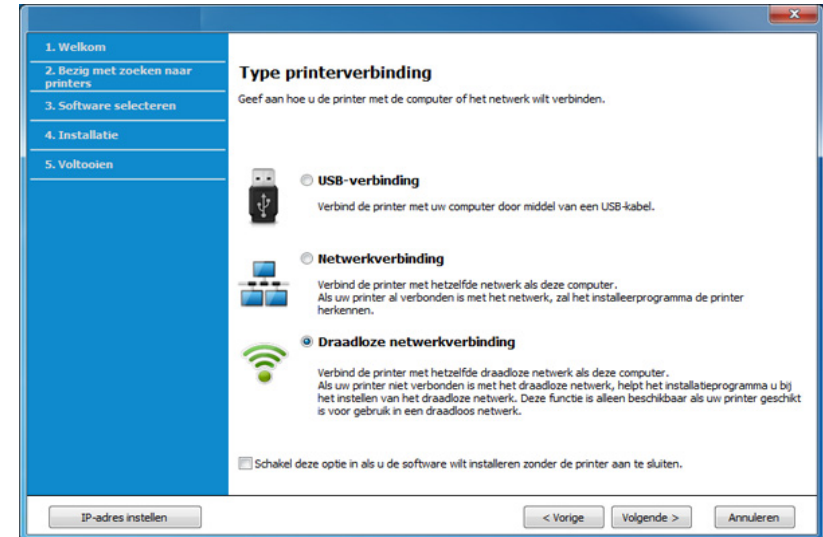 1. Welkom
2. Bezig met zoeken naar
printers
3. Software selecteren
4. Installatie
5. Voltooien
Type printerverbinding
Geef aan hoe u de printer met de computer of het netwerk wilt verbinden.
USB-verbinding
Verbind de printer met uw computer door middel van een USB-kabel.
Netwerkverbinding
Verbind de printer met hetzelfde netwerk als deze computer.
Als uw printer al verbonden is met het netwerk, zal het installeerprogramma de printer
herkennen.
Draadloze netwerkverbinding
Verbind de printer met hetzelfde draadloze netwerk als deze computer.
Als uw printer niet verbonden is met het draadloze netwerk, helpt het installatieprogramma u bij
het instellen van het draadloze netwerk. Deze functie is alleen beschikbaar als uw printer geschikt
is voor gebruik in een draadloos netwerk.
Schakel deze optie in als u de software wilt installeren zonder de printer aan te sluiten.
IP-adres instellen
< Vorige
Volgende >
Annuleren